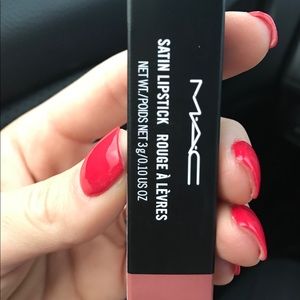 M·A·C
SATIN LIPSTICK ROUGE À LÈVRES
NET WT./POIDS NET 3 g/0.10 US OZ